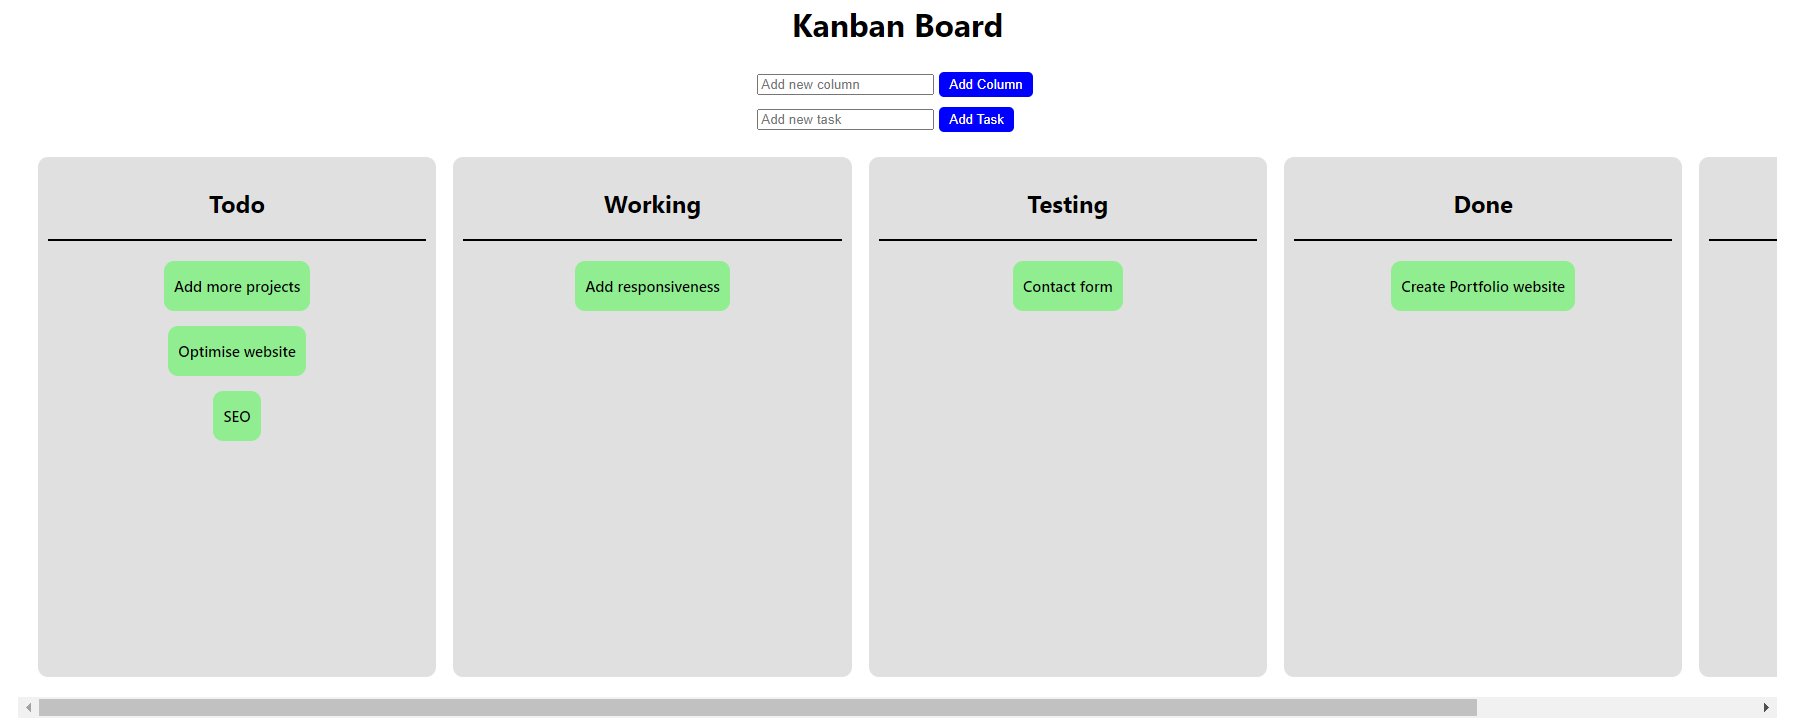 Kanban Board
Add new column Add Column
Add new task Add Task
Todo
Add more projects
Optimise website
SEO
Working
Add responsiveness
Testing
Contact form
Done
Create Portfolio website